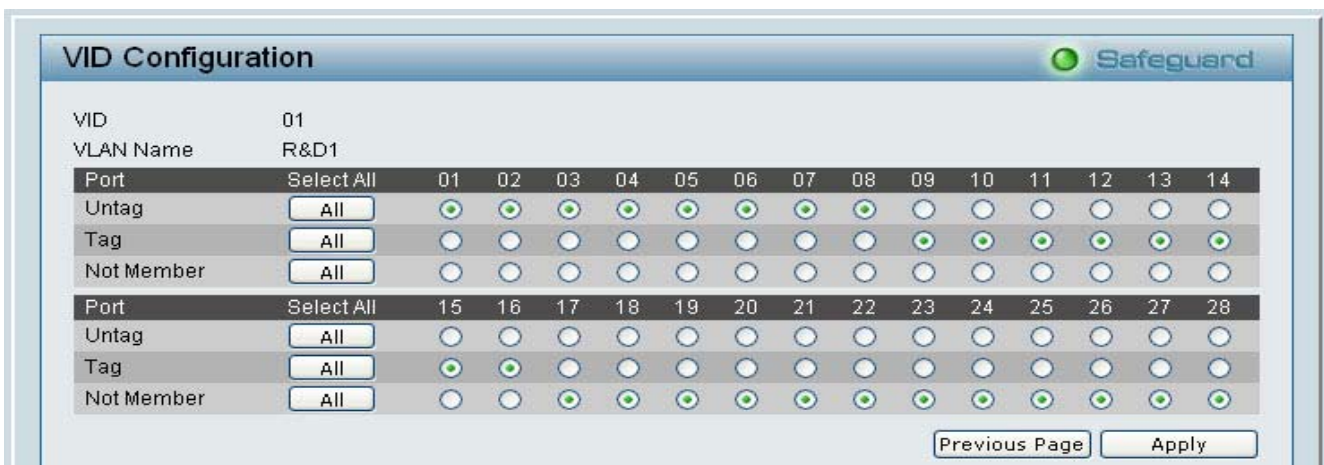 VID Configuration Safeguard
VID 01
VLAN Name R&D1
Port Select All 01 02 03 04 05 06 07 08 09 10 11 12 13 14
Untag All
Tag All
Not Member All
Port Select All 15 16 17 18 19 20 21 22 23 24 25 26 27 28
Untag All
Tag All
Not Member All
Previous Page Apply